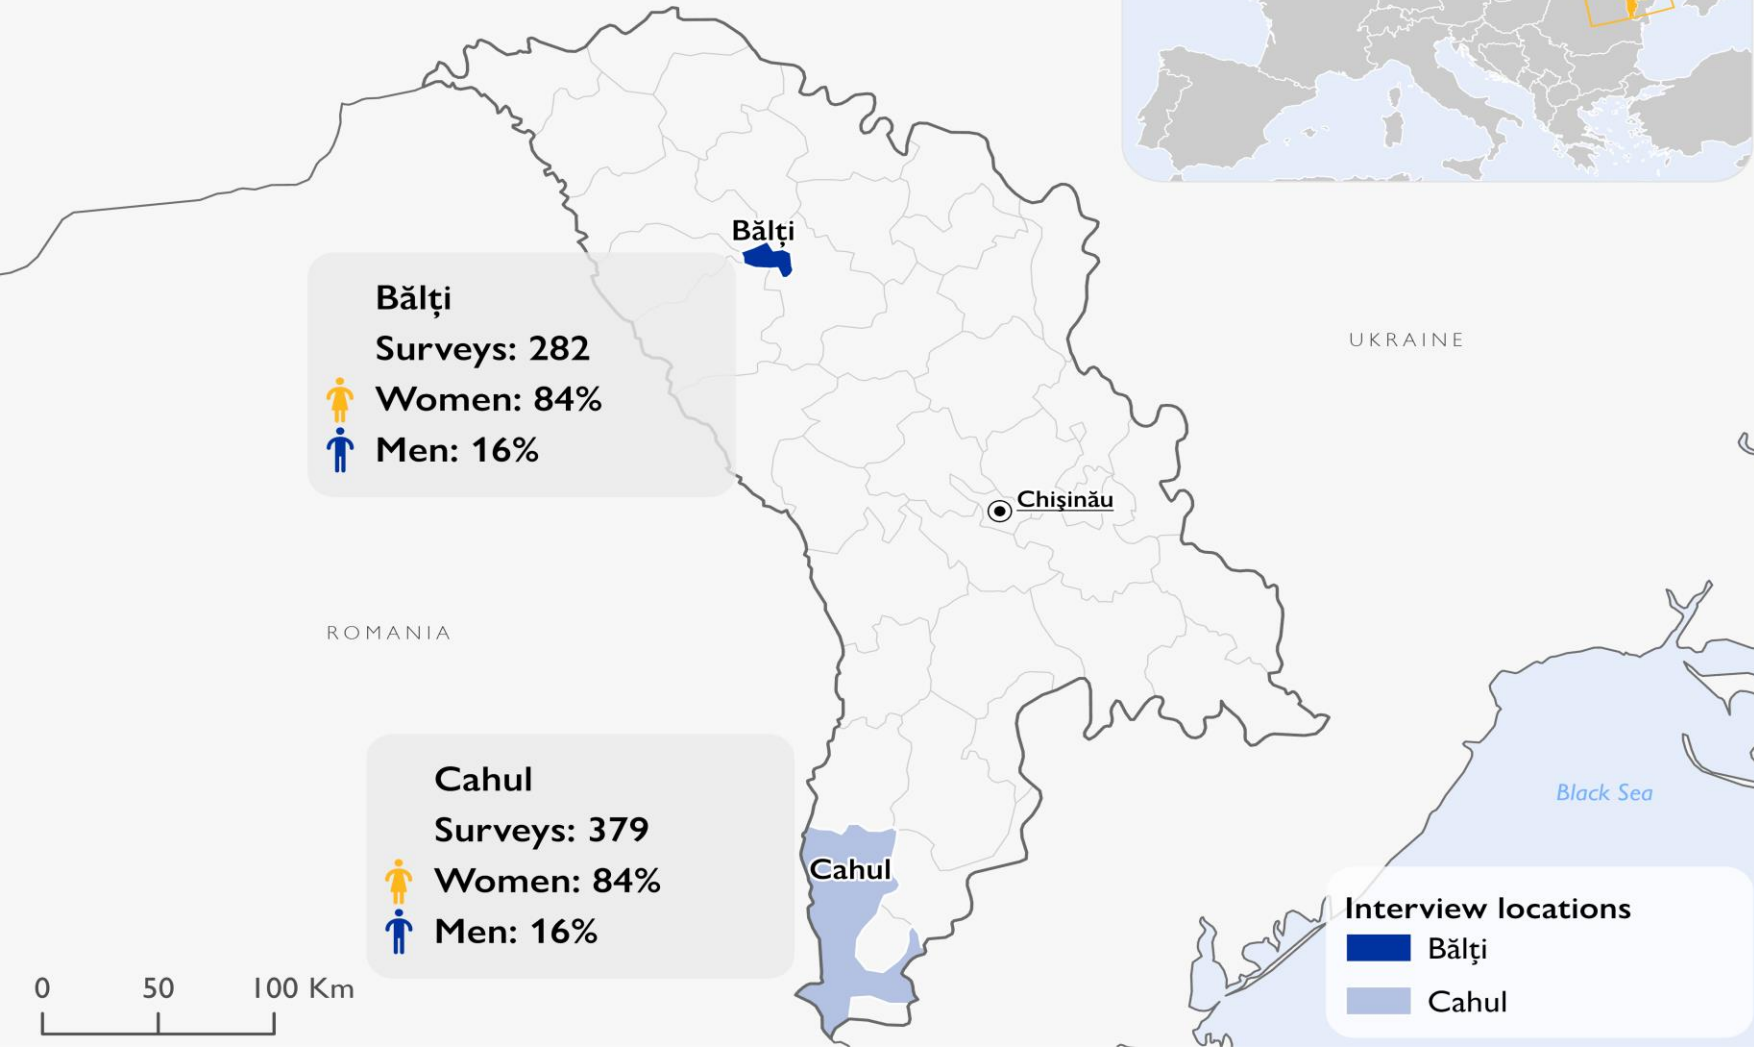 Bălți
Bălți
Surveys: 282
Women: 84%
Men: 16%
UKRAINE
Chişinău
ROMANIA
Cahul
Surveys: 379
Women: 84%
Men: 16%
Cahul
Black Sea
Interview locations
Bălți
Cahul
0 50 100 Km